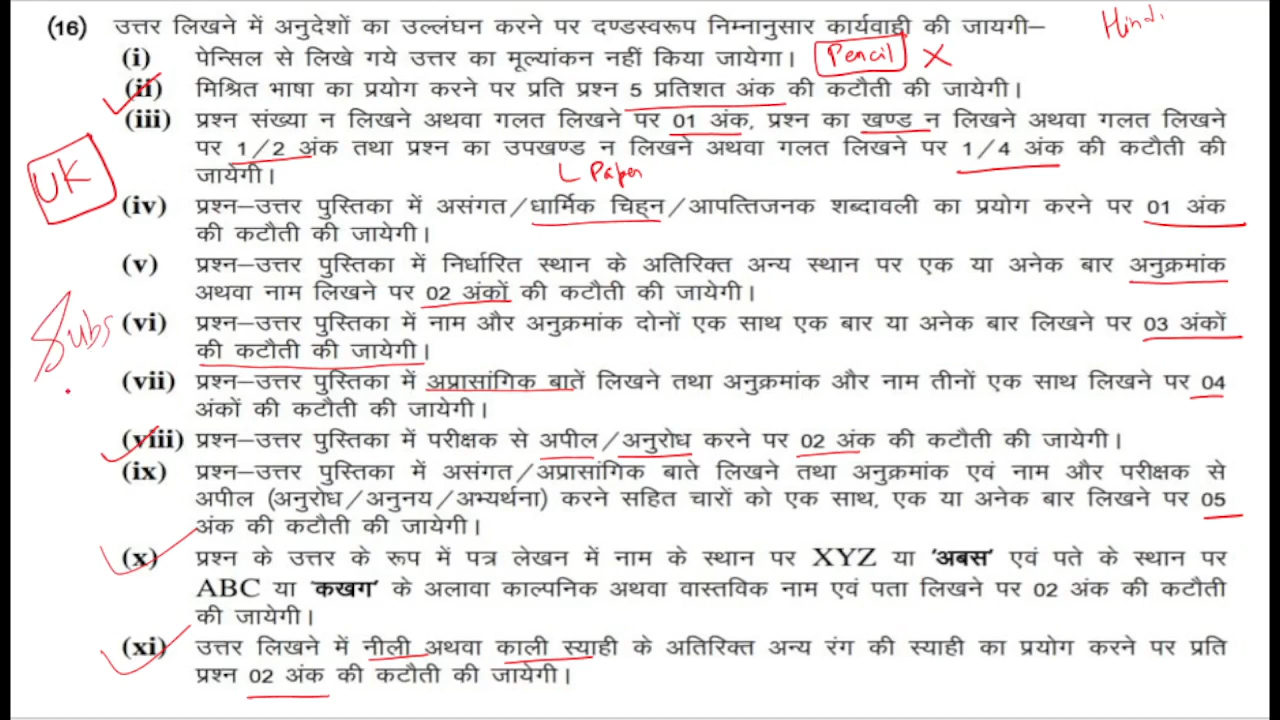 (16) उत्तर लिखने में अनुदेशों का उल्लंघन करने पर दण्डस्वरूप निम्नानुसार कार्यवाही की जायगी– Hindi
(i) पेन्सिल से लिखे गये उत्तर का मूल्यांकन नहीं किया जायेगा। Pencil X
(ii) मिश्रित भाषा का प्रयोग करने पर प्रति प्रश्न 5 प्रतिशत अंक की कटौती की जायेगी।
(iii) प्रश्न संख्या न लिखने अथवा गलत लिखने पर 01 अंक, प्रश्न का खण्ड न लिखने अथवा गलत लिखने
पर 1/2 अंक तथा प्रश्न का उपखण्ड न लिखने अथवा गलत लिखने पर 1/4 अंक की कटौती की
जायेगी। Paper
UK
(iv) प्रश्न–उत्तर पुस्तिका में असंगत/धार्मिक चिह्न/आपत्तिजनक शब्दावली का प्रयोग करने पर 01 अंक
की कटौती की जायेगी।
(v) प्रश्न–उत्तर पुस्तिका में निर्धारित स्थान के अतिरिक्त अन्य स्थान पर एक या अनेक बार अनुक्रमांक
अथवा नाम लिखने पर 02 अंकों की कटौती की जायेगी।
Subs
(vi) प्रश्न–उत्तर पुस्तिका में नाम और अनुक्रमांक दोनों एक साथ एक बार या अनेक बार लिखने पर 03 अंकों
की कटौती की जायेगी।
(vii) प्रश्न–उत्तर पुस्तिका में अप्रासांगिक बातें लिखने तथा अनुक्रमांक और नाम तीनों एक साथ लिखने पर 04
अंकों की कटौती की जायेगी।
(viii) प्रश्न–उत्तर पुस्तिका में परीक्षक से अपील/अनुरोध करने पर 02 अंक की कटौती की जायेगी।
(ix) प्रश्न–उत्तर पुस्तिका में असंगत/अप्रासांगिक बाते लिखने तथा अनुक्रमांक एवं नाम और परीक्षक से
अपील (अनुरोध/अनुनय/अभ्यर्थना) करने सहित चारों को एक साथ, एक या अनेक बार लिखने पर 05
अंक की कटौती की जायेगी।
(x) प्रश्न के उत्तर के रूप में पत्र लेखन में नाम के स्थान पर XYZ या 'अबस' एवं पते के स्थान पर
ABC या 'कखग' के अलावा काल्पनिक अथवा वास्तविक नाम एवं पता लिखने पर 02 अंक की कटौती
की जायेगी।
(xi) उत्तर लिखने में नीली अथवा काली स्याही के अतिरिक्त अन्य रंग की स्याही का प्रयोग करने पर प्रति
प्रश्न 02 अंक की कटौती की जायेगी।